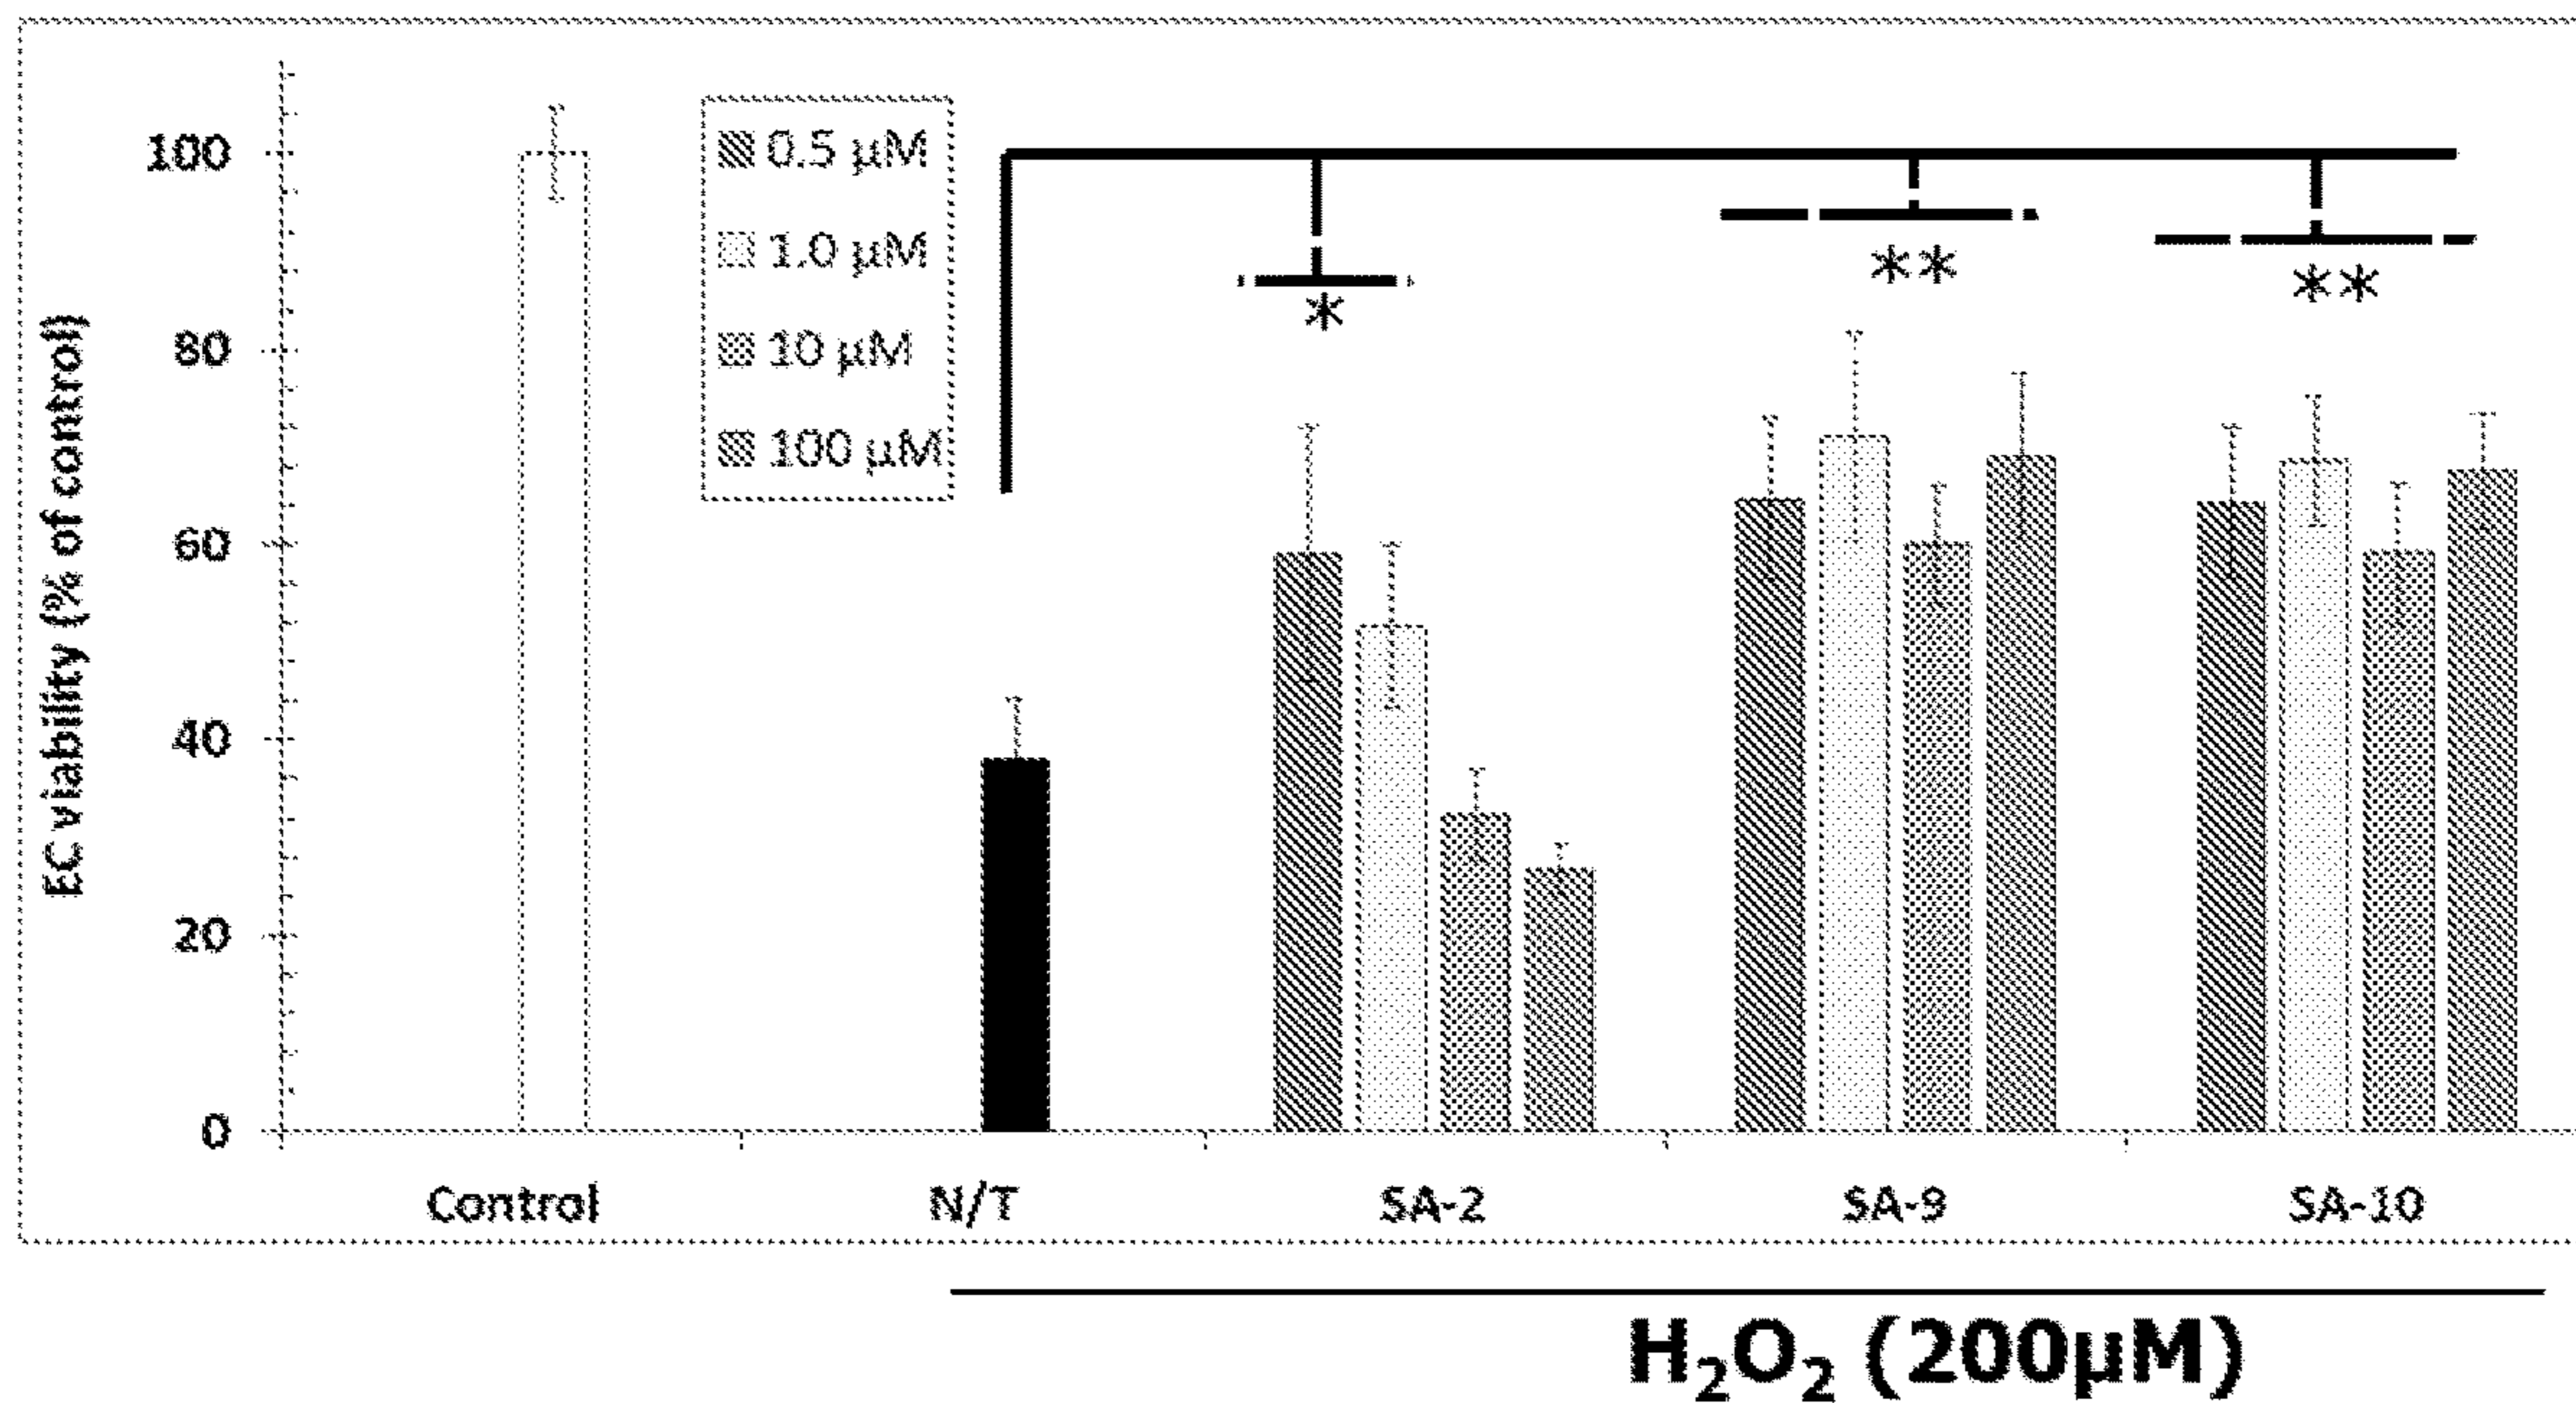 EC viability (% of control)
100
80
60
40
20
0
0.5 µM
1.0 µM
10 µM
100 µM
*
**
**
Control
N/T
SA-2
SA-9
SA-10
H₂O₂ (200µM)